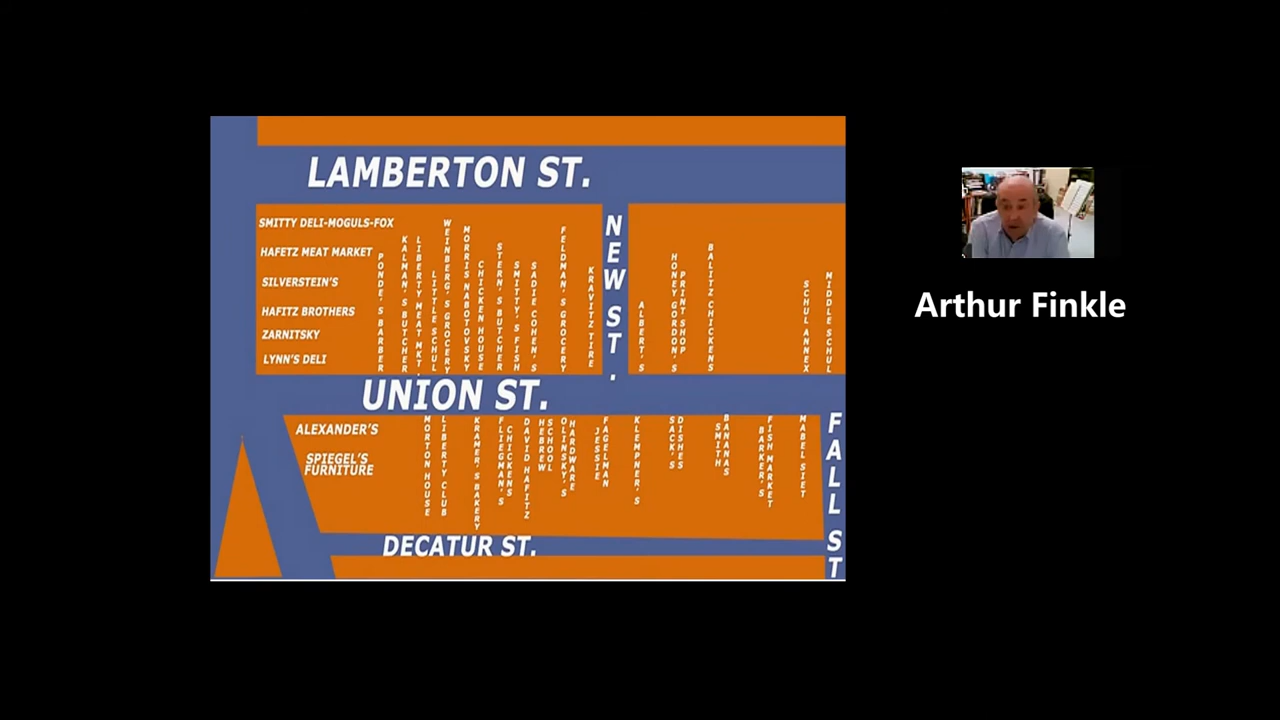 LAMBERTON ST.
SMITTY DELI-MOGULS-FOX
HAFETZ MEAT MARKET
SILVERSTEIN'S
HAFITZ BROTHERS
ZARNITSKY
LYNN'S DELI
PONDE'S BARBER
KALMAN'S BUTCHER
LIBERTY MEAT MKT.
LITTLE SCHUL
WEINBERG'S GROCERY
MORRIS NABOTOVSKY
CHICKEN HOUSE
STERN'S BUTCHER
SMITTY'S FISH
SADIE COHEN'S
FELDMAN'S GROCERY
KRAVITZ TIRE
NEW ST.
ALBERT'S
HONEY GORDON'S
PRINT SHOP
BALITZ CHICKENS
SCHUL ANNEX
MIDDLE SCHUL
UNION ST.
ALEXANDER'S
SPIEGEL'S
FURNITURE
MORTON HOUSE
LIBERTY CLUB
KRAMER'S BAKERY
FLIEGMAN'S
CHICKENS
DAVID HAFITZ
HEBREW
SCHOOL
OLINSKY'S
HARDWARE
JESSIE
FAGELMAN
KLEMPNER'S
SACK'S
DISHES
SMITH
BANANAS
BARKER'S
FISH MARKET
MABEL SIET
FALL ST
DECATUR ST.
Arthur Finkle